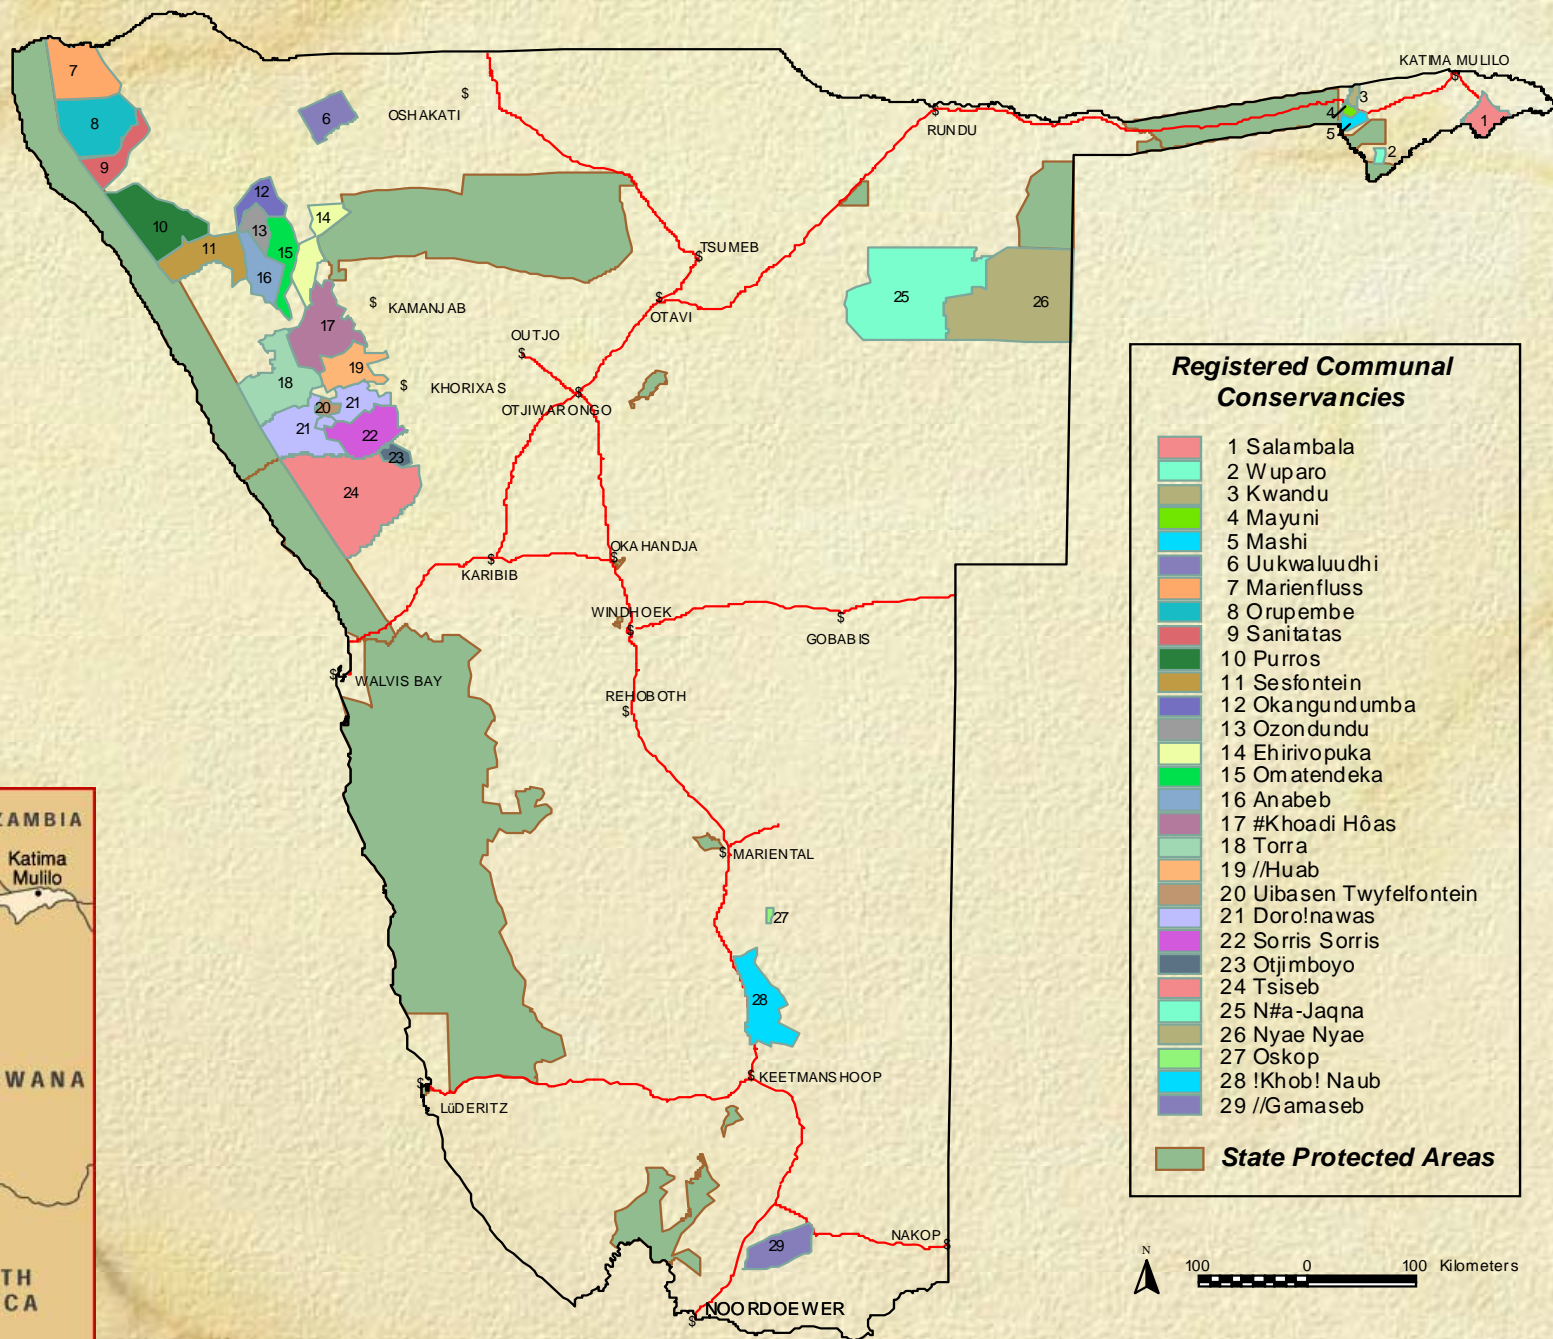 KATIMA MULILO
7
3
OSHAKATI
$
$
$
8
6
4
1
RUNDU
5
9
2
12
14
10
13
11
15
TSUMEB
$
16
25
26
$
KAMANJAB
$
OTAVI
17
OUTJO
$
19
18
$
KHORIXAS
$
OTJIWARONGO
20
21
21
22
23
24
OKAHANDJA
$
$
KARIBIB
WINDHOEK
$
$
GOBABIS
$
WALVIS BAY
REHOBOTH
$
$
MARIENTAL
27
28
$
KEETMANSHOOP
$
LüDERITZ
NAKOP
$
29
NOORDOEWER
$
Registered Communal
Conservancies
1 Salambala
2 Wuparo
3 Kwandu
4 Mayuni
5 Mashi
6 Uukwaluudhi
7 Marienfluss
8 Orupembe
9 Sanitatas
10 Purros
11 Sesfontein
12 Okangundumba
13 Ozondundu
14 Ehirivopuka
15 Omatendeka
16 Anabeb
17 #Khoadi Hôas
18 Torra
19 //Huab
20 Uibasen Twyfelfontein
21 Doro!nawas
22 Sorris Sorris
23 Otjimboyo
24 Tsiseb
25 N#a-Jaqna
26 Nyae Nyae
27 Oskop
28 !Khob! Naub
29 //Gamaseb
State Protected Areas
N
100 0 100 Kilometers
ZAMBIA
Katima
Mulilo
WANA
TH
CA